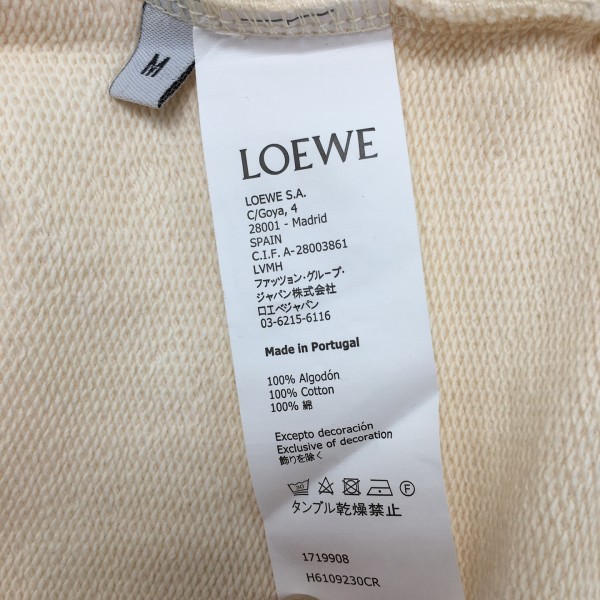 M
LOEWE
LOEWE S.A.
C/Goya, 4
28001 - Madrid
SPAIN
C.I.F. A-28003861
LVMH
ファッツョン・グループ・
ジャパン株式会社
ロエベジャパン
03-6215-6116
Made in Portugal
100% Algodón
100% Cotton
100% 綿
Excepto decoración
Exclusive of decoration
飾りを除く
30 F
タンブル乾燥禁止
1719908
H6109230CR